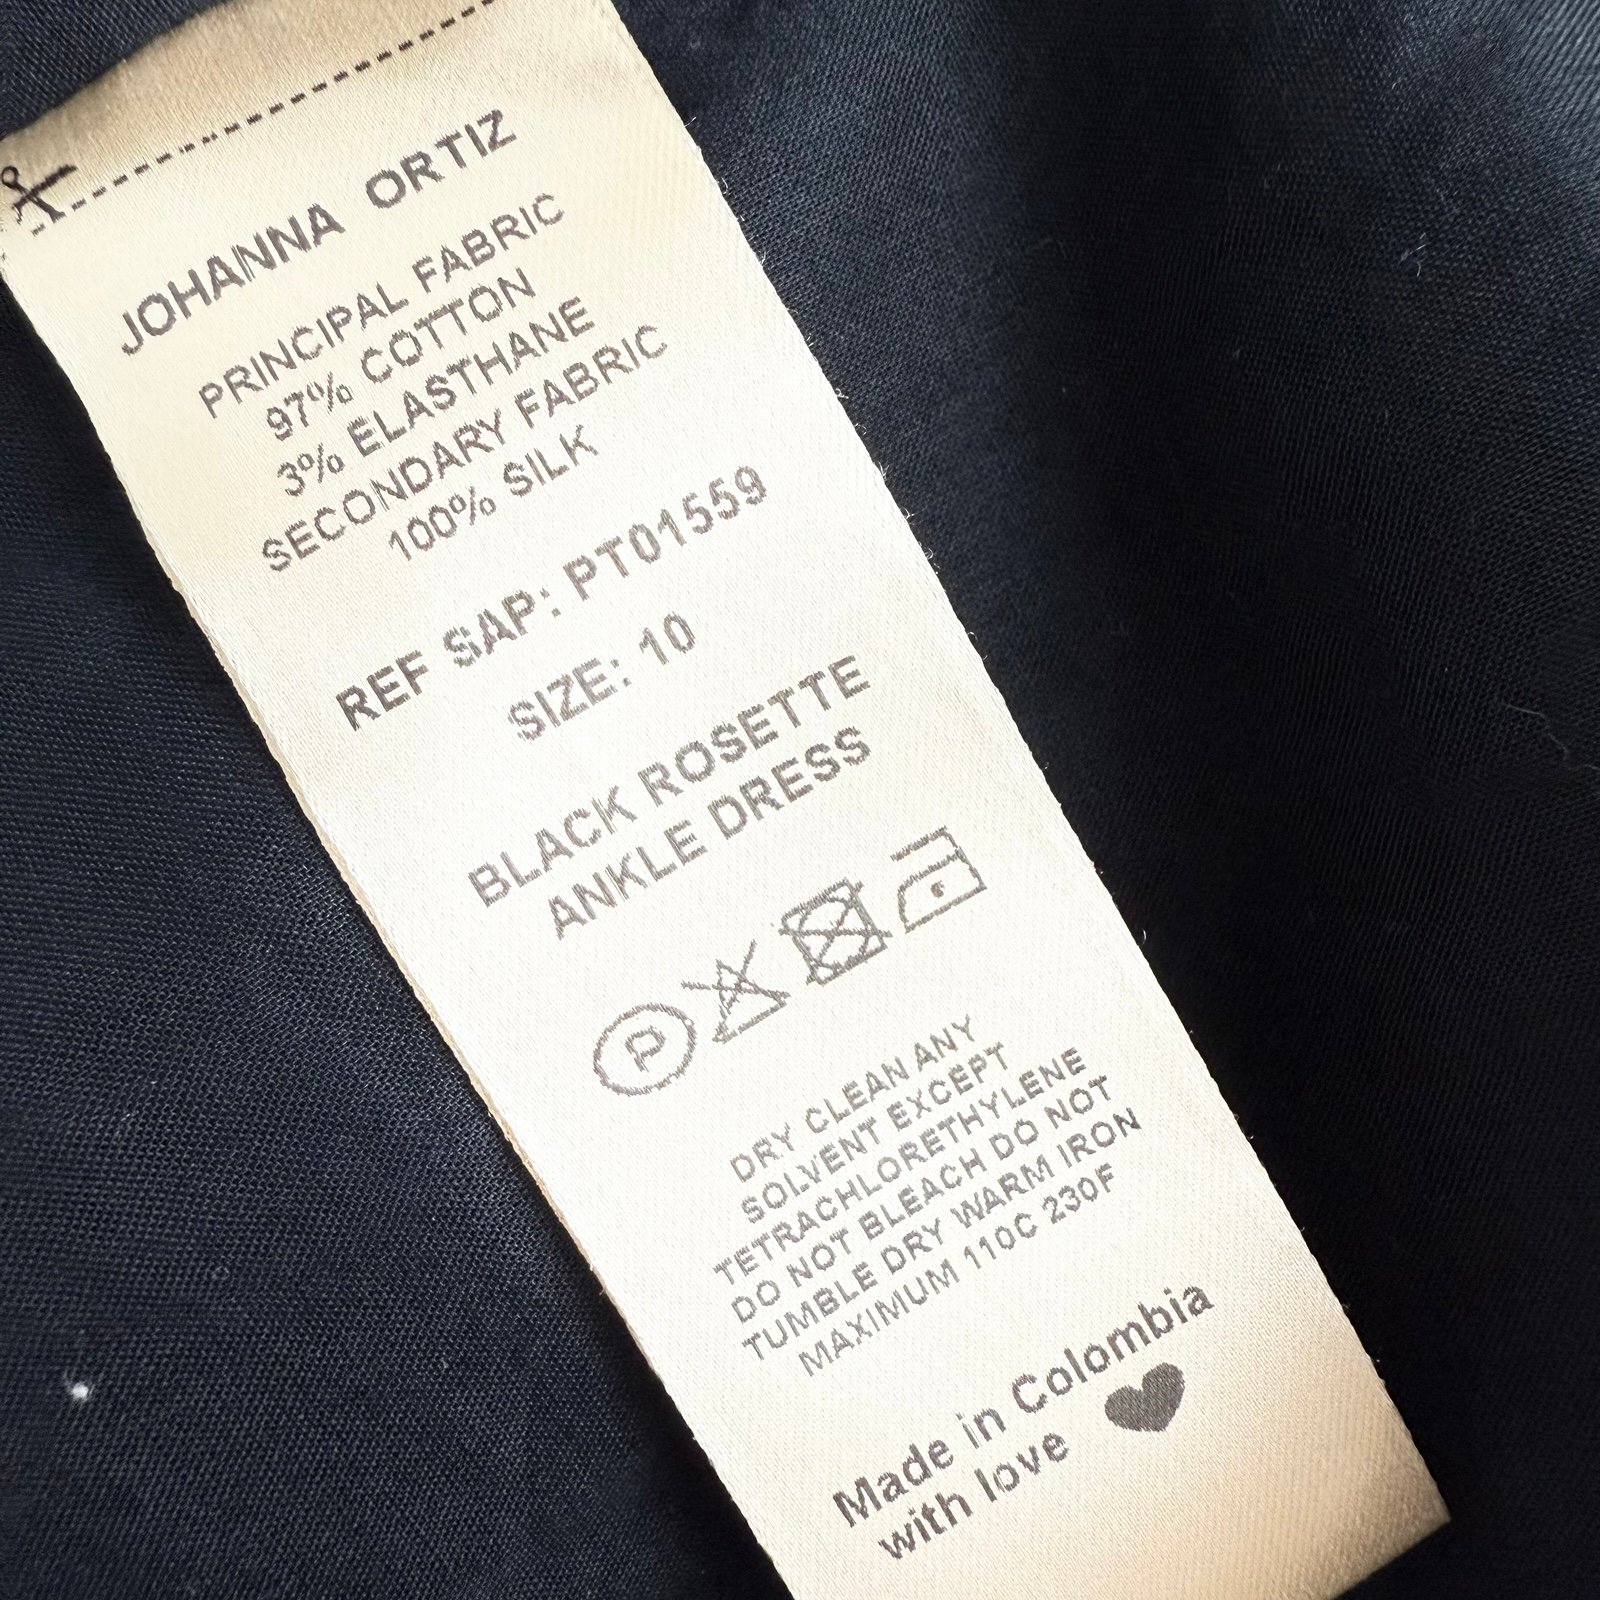 JOHANNA ORTIZ
PRINCIPAL FABRIC
97% COTTON
3% ELASTHANE
SECONDARY FABRIC
100% SILK
REF SAP: PT01559
SIZE: 10
BLACK ROSETTE
ANKLE DRESS
P
DRY CLEAN ANY
SOLVENT EXCEPT
TETRACHLORETHYLENE
DO NOT BLEACH DO NOT
TUMBLE DRY WARM IRON
MAXIMUM 110C 230F
Made in Colombia
with love